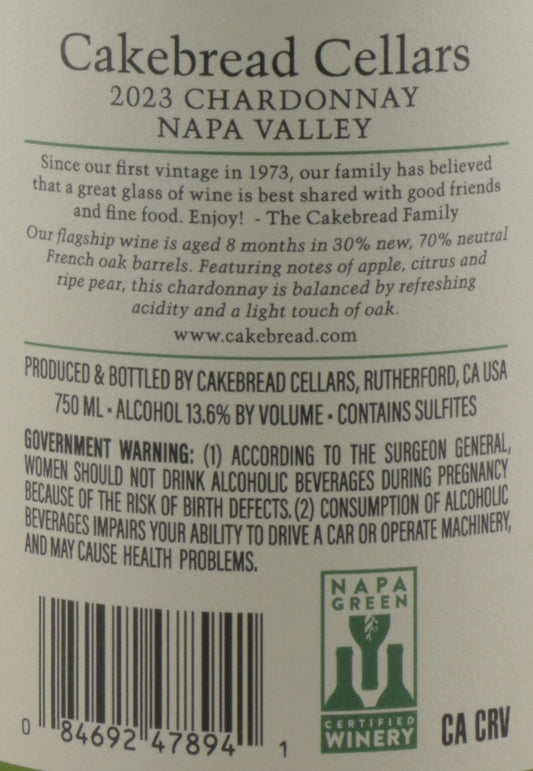 Cakebread Cellars
2023 CHARDONNAY
NAPA VALLEY
Since our first vintage in 1973, our family has believed
that a great glass of wine is best shared with good friends
and fine food. Enjoy! - The Cakebread Family
Our flagship wine is aged 8 months in 30% new, 70% neutral
French oak barrels. Featuring notes of apple, citrus and
ripe pear, this chardonnay is balanced by refreshing
acidity and a light touch of oak.
www.cakebread.com
PRODUCED & BOTTLED BY CAKEBREAD CELLARS, RUTHERFORD, CA USA
750 ML • ALCOHOL 13.6% BY VOLUME • CONTAINS SULFITES
GOVERNMENT WARNING: (1) ACCORDING TO THE SURGEON GENERAL,
WOMEN SHOULD NOT DRINK ALCOHOLIC BEVERAGES DURING PREGNANCY
BECAUSE OF THE RISK OF BIRTH DEFECTS. (2) CONSUMPTION OF ALCOHOLIC
BEVERAGES IMPAIRS YOUR ABILITY TO DRIVE A CAR OR OPERATE MACHINERY,
AND MAY CAUSE HEALTH PROBLEMS.
NAPA
GREEN
CERTIFIED
WINERY
0 84692 47894 1
CA CRV